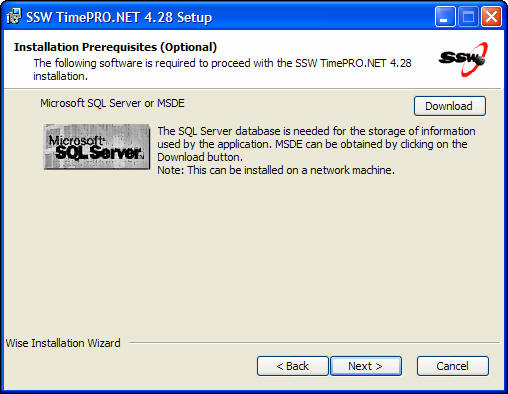 SSW TimePRO.NET 4.28 Setup
Installation Prerequisites (Optional)
The following software is required to proceed with the SSW TimePRO.NET 4.28
installation.
SSW
Microsoft SQL Server or MSDE
Download
Microsoft
SQL Server
The SQL Server database is needed for the storage of information
used by the application. MSDE can be obtained by clicking on the
Download button.
Note: This can be installed on a network machine.
Wise Installation Wizard
< Back
Next >
Cancel